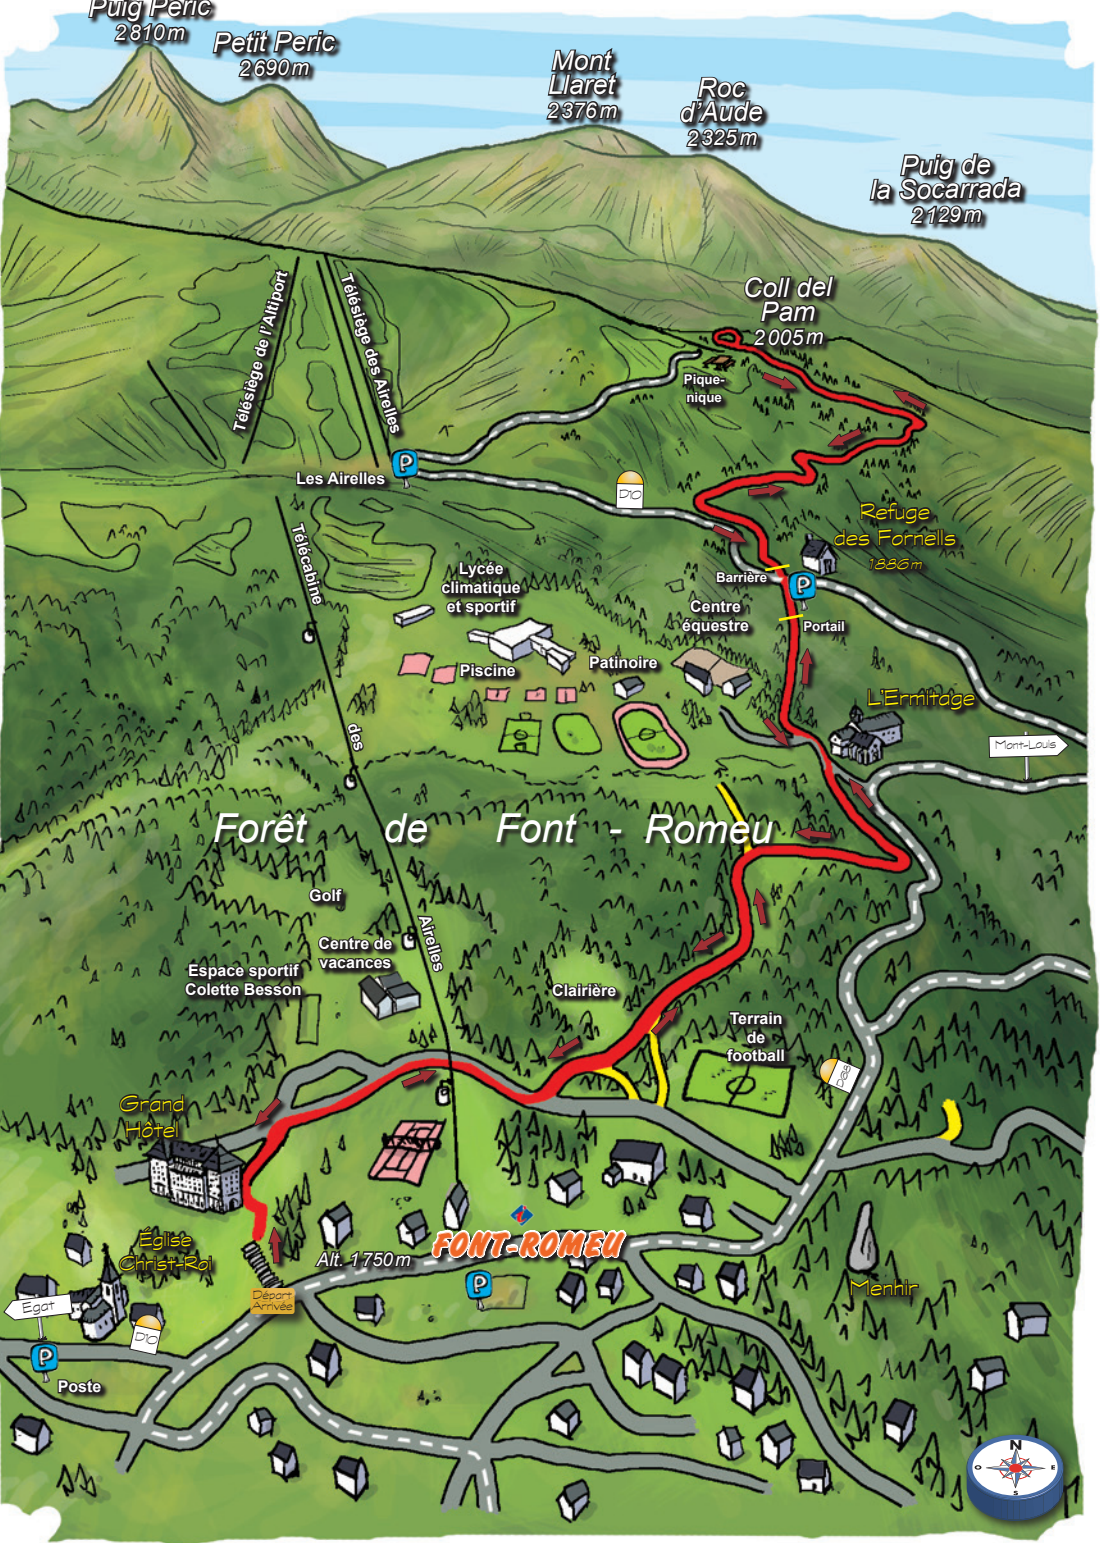 Puig Peric
2810m
Petit Peric
2690m
Mont
Llaret
2376m
Roc
d'Aude
2325m
Puig de
la Socarrada
2129m
Coll del
Pam
2005m
Télésiège de l'Altiport
Télésiège des Airelles
Pique-
nique
Les Airelles
P
D10
Refuge
des Fornells
1886m
Télécabine
des
Airelles
Lycée
climatique
et sportif
Barrière
P
Centre
équestre
Portail
Piscine
Patinoire
L'Ermitage
Mont-Louis
Forêt de Font - Romeu
Golf
Centre de
vacances
Espace sportif
Colette Besson
Clairière
Terrain
de
football
Grand
Hôtel
i
FONT-ROMEU
Alt. 1750m
Église
Christ-Roi
Menhir
P
Départ
Arrivée
Egat
D10
P
Poste
N
O
E
S